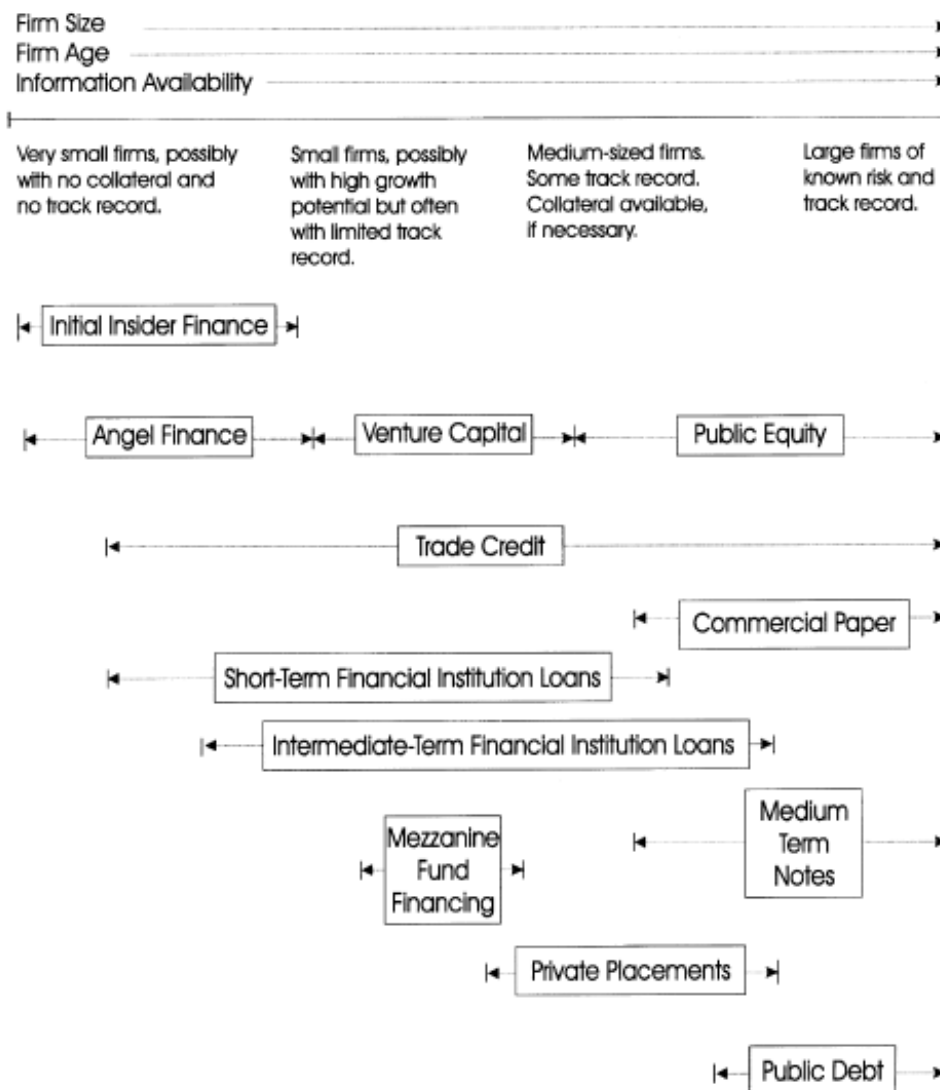 Firm Size
Firm Age
Information Availability
Very small firms, possibly
with no collateral and
no track record.
Small firms, possibly
with high growth
potential but often
with limited track
record.
Medium-sized firms.
Some track record.
Collateral available,
if necessary.
Large firms of
known risk and
track record.
Initial Insider Finance
Angel Finance
Venture Capital
Public Equity
Trade Credit
Commercial Paper
Short-Term Financial Institution Loans
Intermediate-Term Financial Institution Loans
Mezzanine
Fund
Financing
Medium
Term
Notes
Private Placements
Public Debt